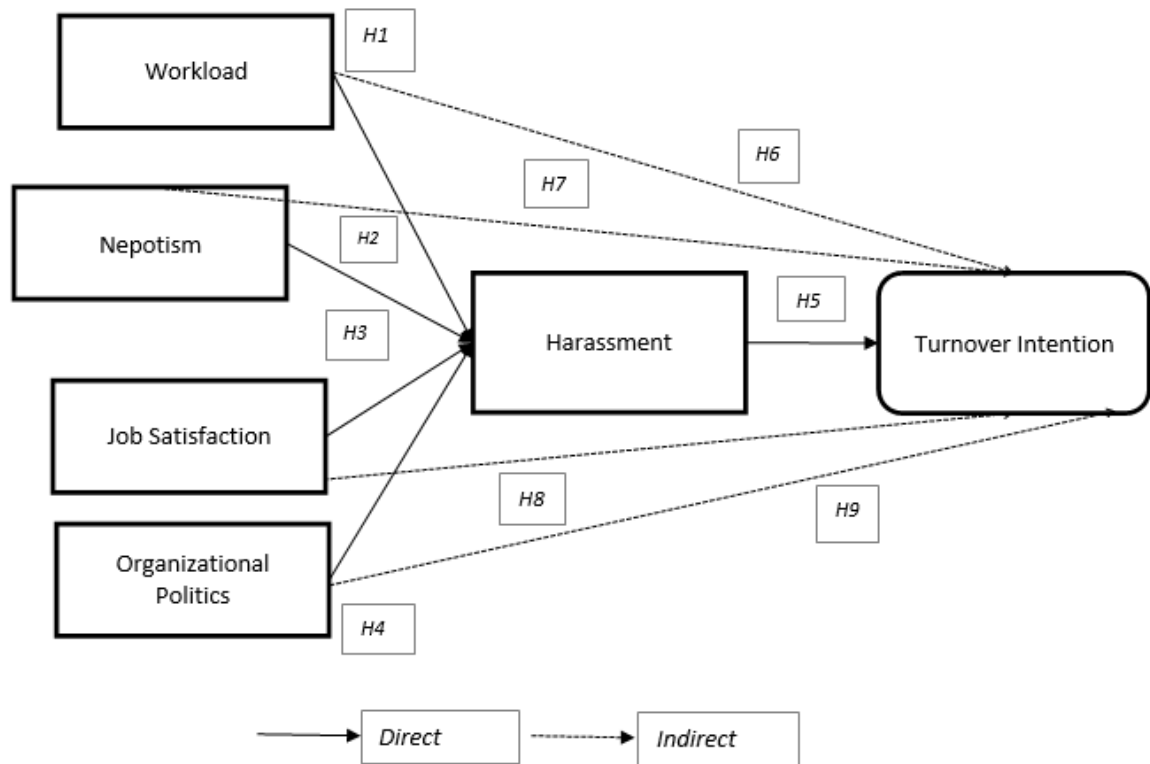 H1
Workload
H6
H7
Nepotism
H2
H5
H3
Harassment
Turnover Intention
Job Satisfaction
H8
H9
Organizational
Politics
H4
Direct
Indirect